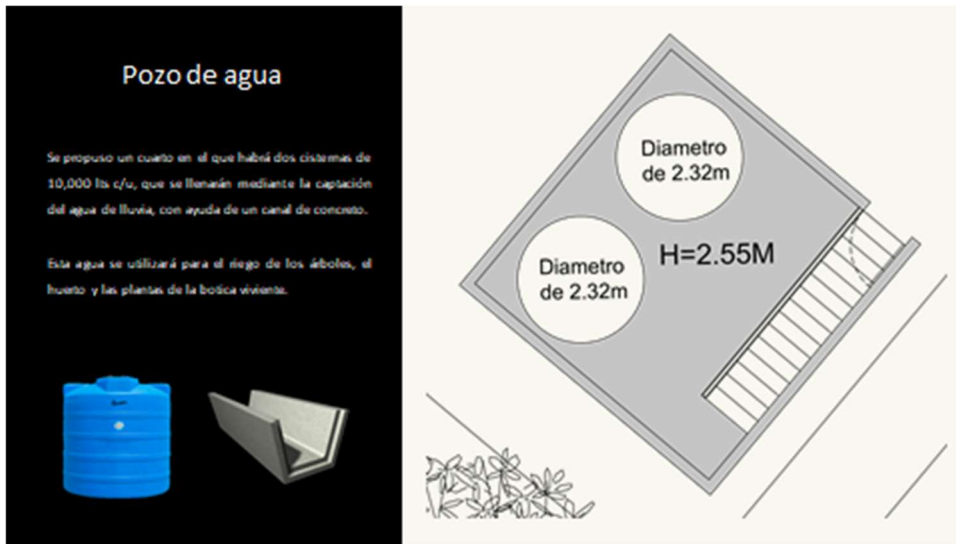 Pozo de agua
Se propuso un cuarto en el que habrá dos cisternas de
10,000 lts c/u, que se llenarán mediante la captación
del agua de lluvia, con ayuda de un canal de concreto.
Esta agua se utilizará para el riego de los árboles, el
huerto y las plantas de la botica viviente.
Diametro
de 2.32m
Diametro
de 2.32m
H=2.55M